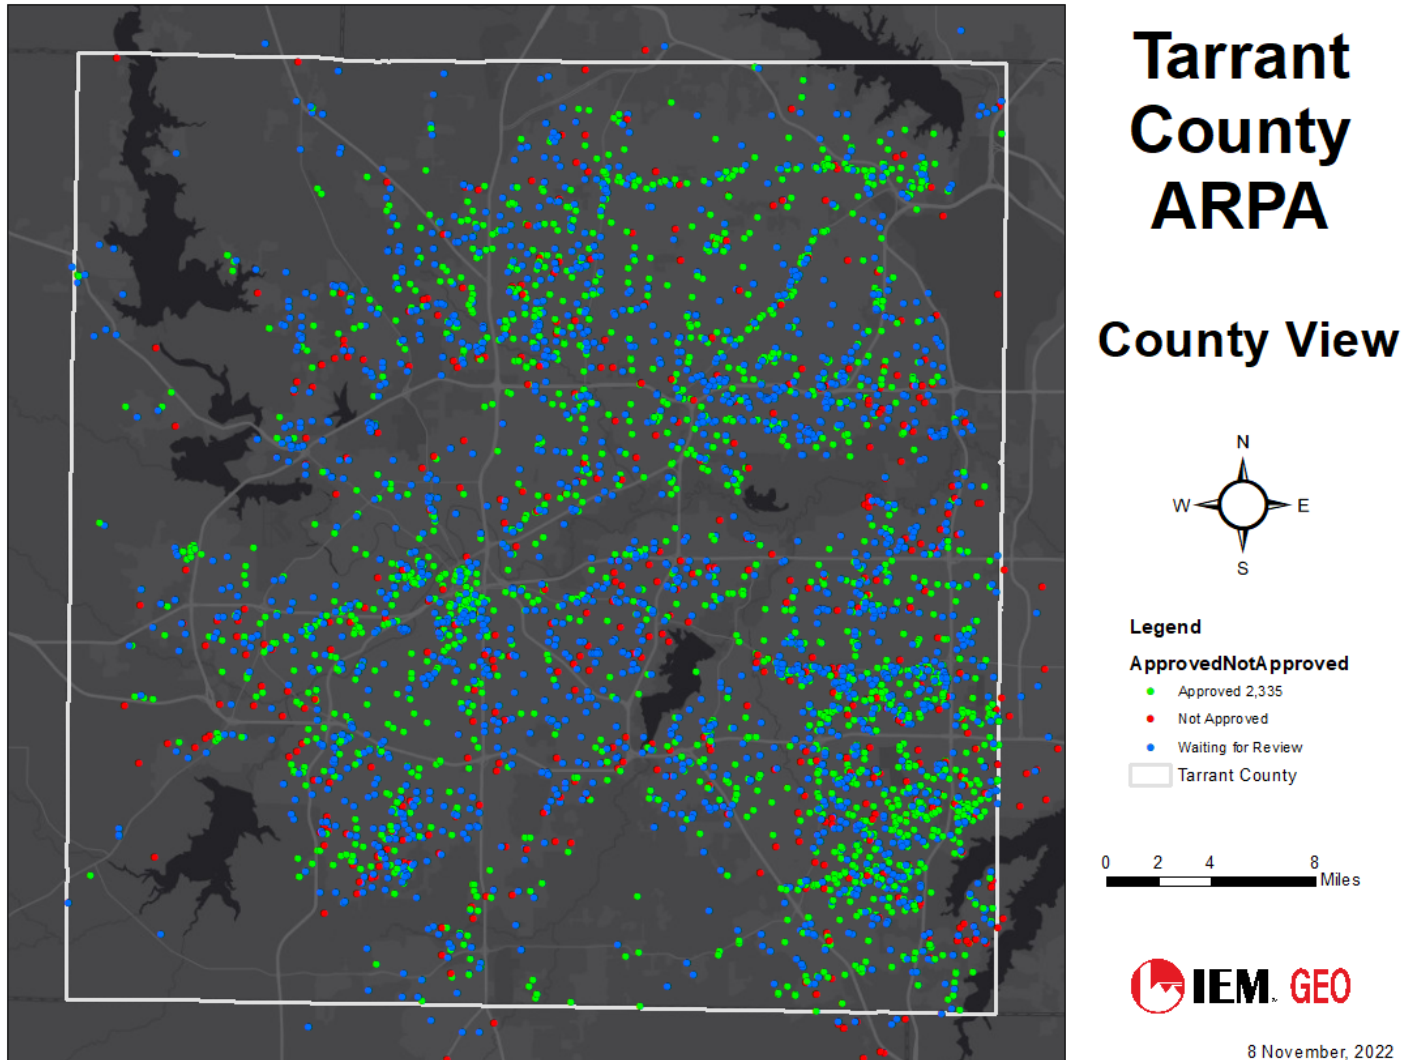 Tarrant
County
ARPA
County View
N
W
E
S
Legend
ApprovedNotApproved
Approved 2,335
Not Approved
Waiting for Review
Tarrant County
0 2 4 8
Miles
IEM. GEO
8 November, 2022